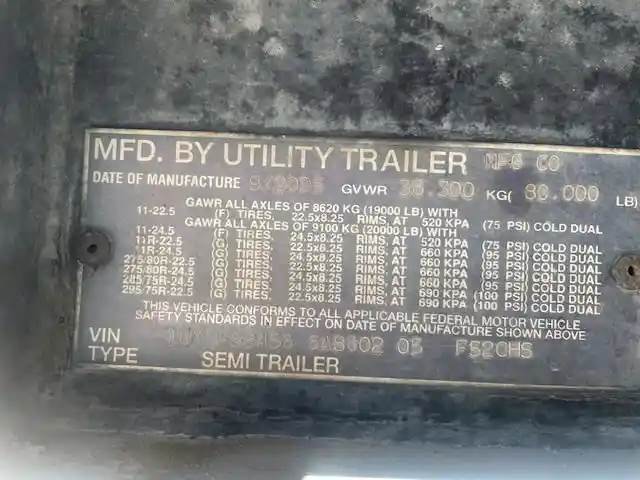 MFD. BY UTILITY TRAILER MFG CO
DATE OF MANUFACTURE GVWR 36.300 KG( 80.000 LB)
GAWR ALL AXLES OF 8620 KG (19000 LB) WITH
11-22.5 (F) TIRES, 22.5x8.25 RIMS, AT 520 KPA (75 PSI) COLD DUAL
GAWR ALL AXLES OF 9100 KG (20000 LB) WITH
11-24.5 (F) TIRES, 24.5x8.25 RIMS, AT 520 KPA (75 PSI) COLD DUAL
11R-22.5 (G) TIRES, 22.5x8.25 RIMS, AT 660 KPA (95 PSI) COLD DUAL
11R-24.5 (G) TIRES, 24.5x8.25 RIMS, AT 660 KPA (95 PSI) COLD DUAL
275/80R-22.5 (G) TIRES, 22.5x8.25 RIMS, AT 660 KPA (95 PSI) COLD DUAL
275/80R-24.5 (G) TIRES, 24.5x8.25 RIMS, AT 660 KPA (95 PSI) COLD DUAL
285/75R-24.5 (G) TIRES, 24.5x8.25 RIMS, AT 690 KPA (100 PSI) COLD DUAL
295/75R-22.5 (G) TIRES, 22.5x8.25 RIMS, AT 690 KPA (100 PSI) COLD DUAL
THIS VEHICLE CONFORMS TO ALL APPLICABLE FEDERAL MOTOR VEHICLE
SAFETY STANDARDS IN EFFECT ON DATE OF MANUFACTURE SHOWN ABOVE
VIN 03 FS2CHS
TYPE SEMI TRAILER